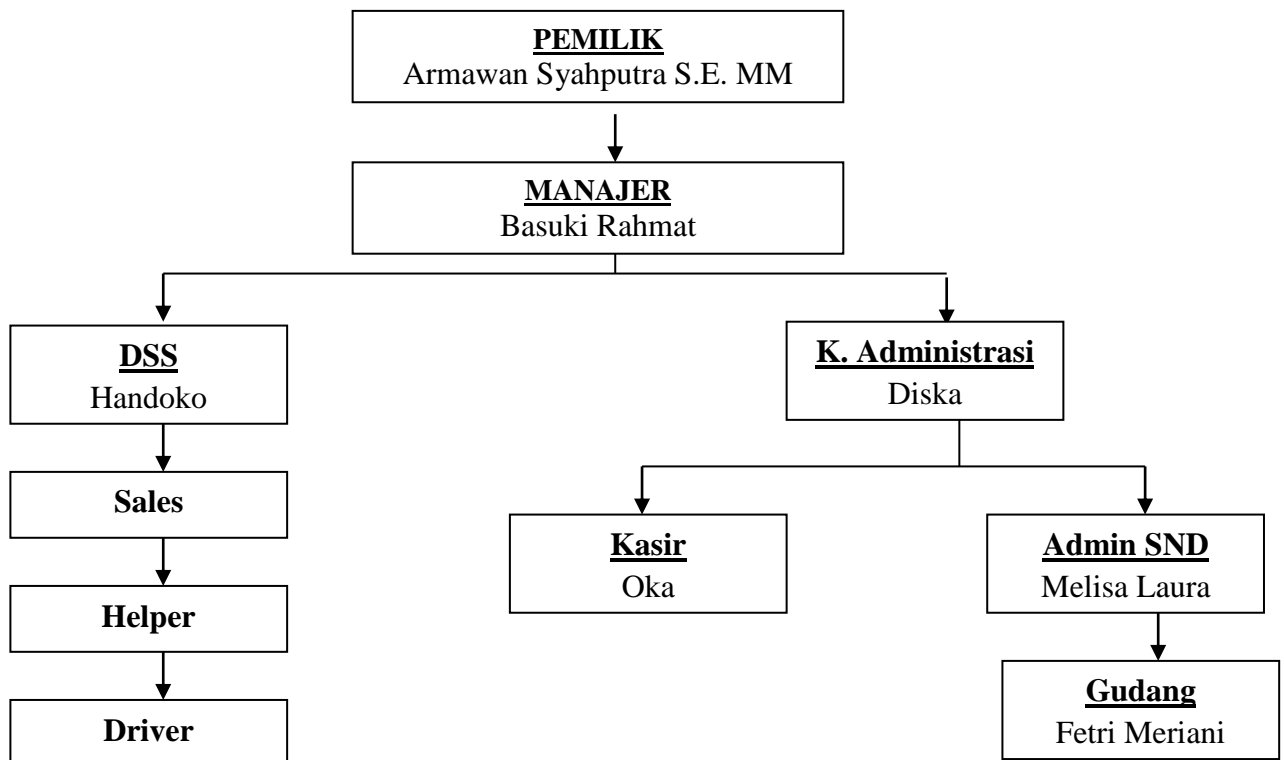 PEMILIK
Armawan Syahputra S.E. MM
MANAJER
Basuki Rahmat
DSS
Handoko
K. Administrasi
Diska
Sales
Kasir
Oka
Admin SND
Melisa Laura
Helper
Gudang
Fetri Meriani
Driver